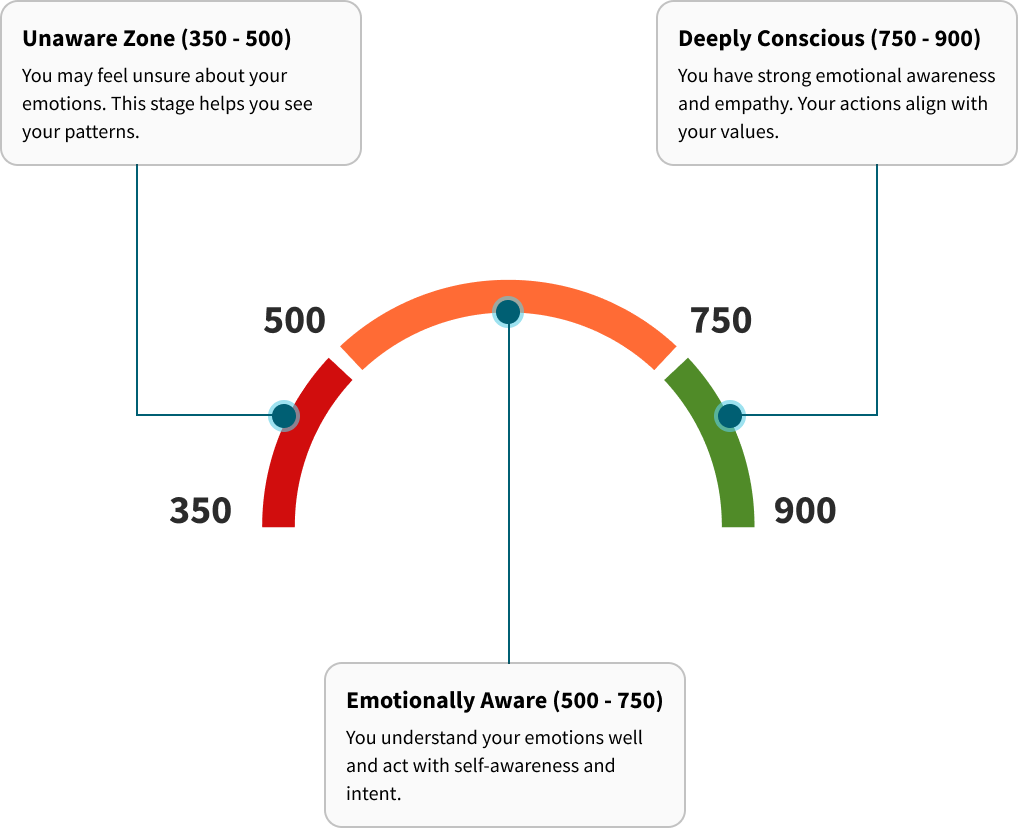 Unaware Zone (350 - 500)
You may feel unsure about your
emotions. This stage helps you see
your patterns.
Deeply Conscious (750 - 900)
You have strong emotional awareness
and empathy. Your actions align with
your values.
500
750
350
900
Emotionally Aware (500 - 750)
You understand your emotions well
and act with self-awareness and
intent.